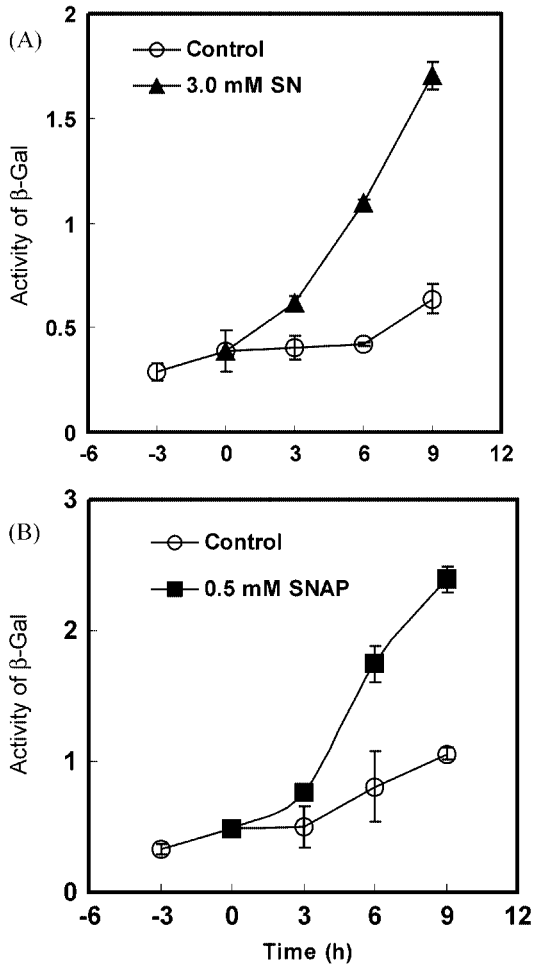 (A)
2
1.5
1
0.5
0
Activity of β-Gal
Control
3.0 mM SN
-6 -3 0 3 6 9 12
(B)
3
2
1
0
Activity of β-Gal
Control
0.5 mM SNAP
-6 -3 0 3 6 9 12
Time (h)